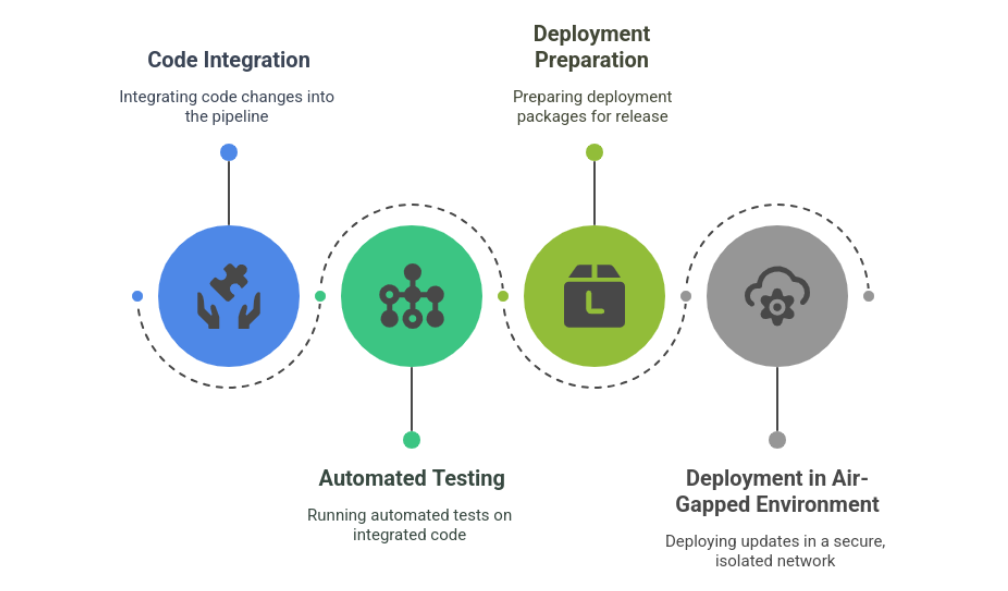 Code Integration
Integrating code changes into
the pipeline
Automated Testing
Running automated tests on
integrated code
Deployment
Preparation
Preparing deployment
packages for release
Deployment in Air-
Gapped Environment
Deploying updates in a secure,
isolated network